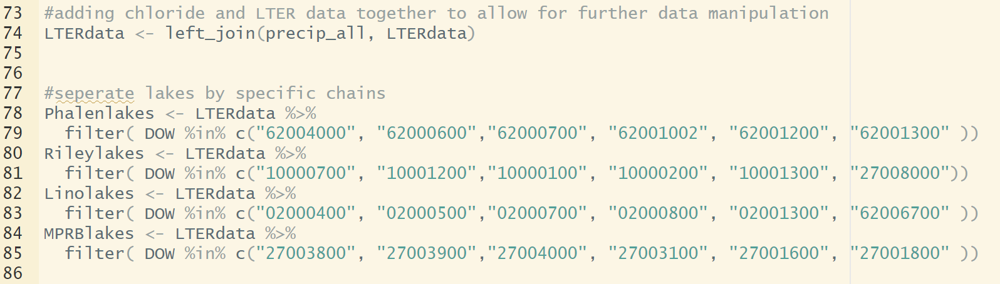 73 #adding chloride and LTER data together to allow for further data manipulation
74 LTERdata <- left_join(precip_all, LTERdata)
75
76
77 #seperate lakes by specific chains
78 Phalenlakes <- LTERdata %>%
79   filter( DOW %in% c("62004000", "62000600","62000700", "62001002", "62001200", "62001300" ))
80 Rileylakes <- LTERdata %>%
81   filter( DOW %in% c("10000700", "10001200","10000100", "10000200", "10001300", "27008000"))
82 Linolakes <- LTERdata %>%
83   filter( DOW %in% c("02000400", "02000500","02000700", "02000800", "02001300", "62006700" ))
84 MPRBlakes <- LTERdata %>%
85   filter( DOW %in% c("27003800", "27003900","27004000", "27003100", "27001600", "27001800" ))
86